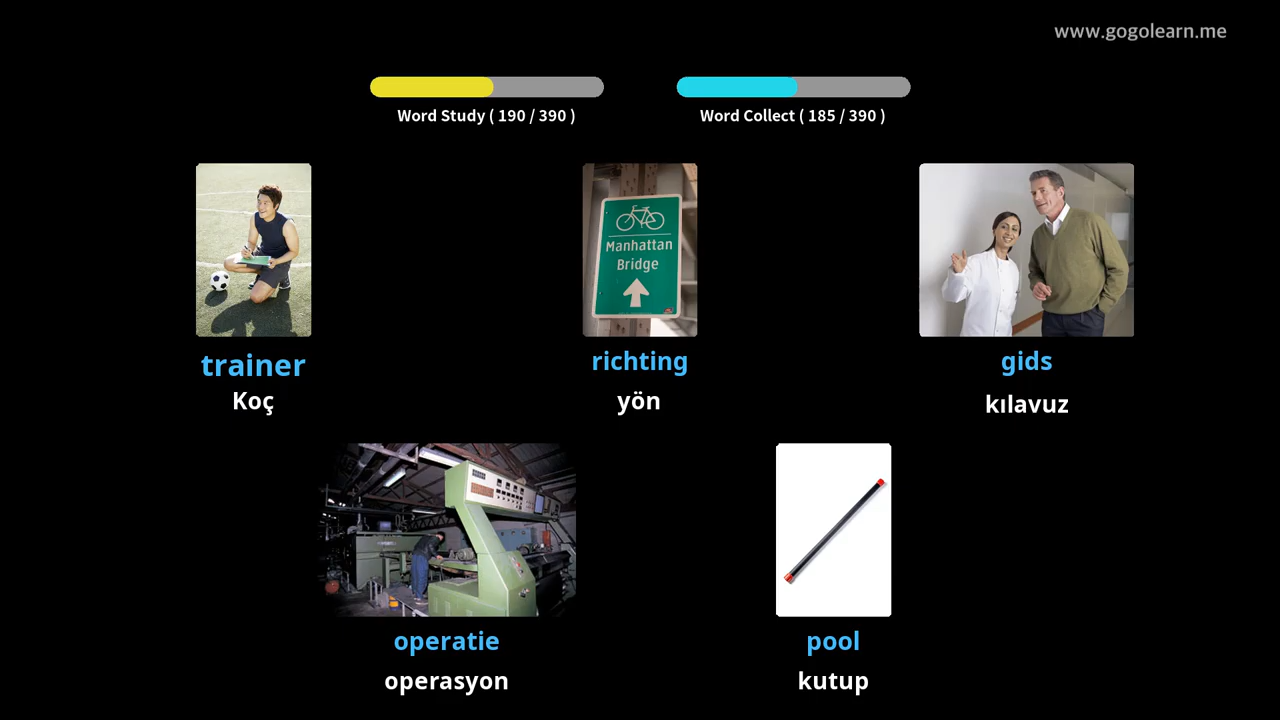 www.gogolearn.me
Word Study ( 190 / 390 )
Word Collect ( 185 / 390 )
Manhattan
Bridge
trainer
Koç
richting
yön
gids
kılavuz
operatie
operasyon
pool
kutup